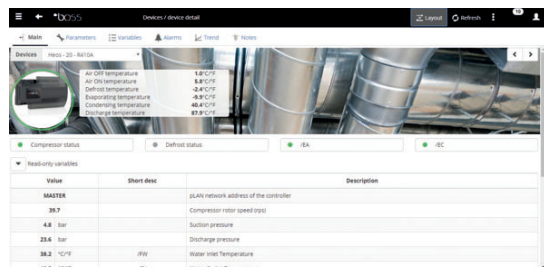 boss
Devices / device detail
Layout
Refresh
Main
Parameters
Variables
Alarms
Trend
Notes
Devices
Heos - 20 - R410A
Air OFF temperature 1.0°C/°F
Air ON temperature 5.8°C/°F
Defrost temperature -2.4°C/°F
Evaporating temperature -0.9°C/°F
Condensing temperature 40.4°C/°F
Discharge temperature 87.9°C/°F
Compressor status
Defrost status
/EA
/EC
Read-only variables
Value Short desc Description
MASTER pLAN network address of the controller
39.7 Compressor rotor speed (rps)
4.8 bar Suction pressure
23.6 bar Discharge pressure
38.2 °C/°F /FW Water Inlet Temperature